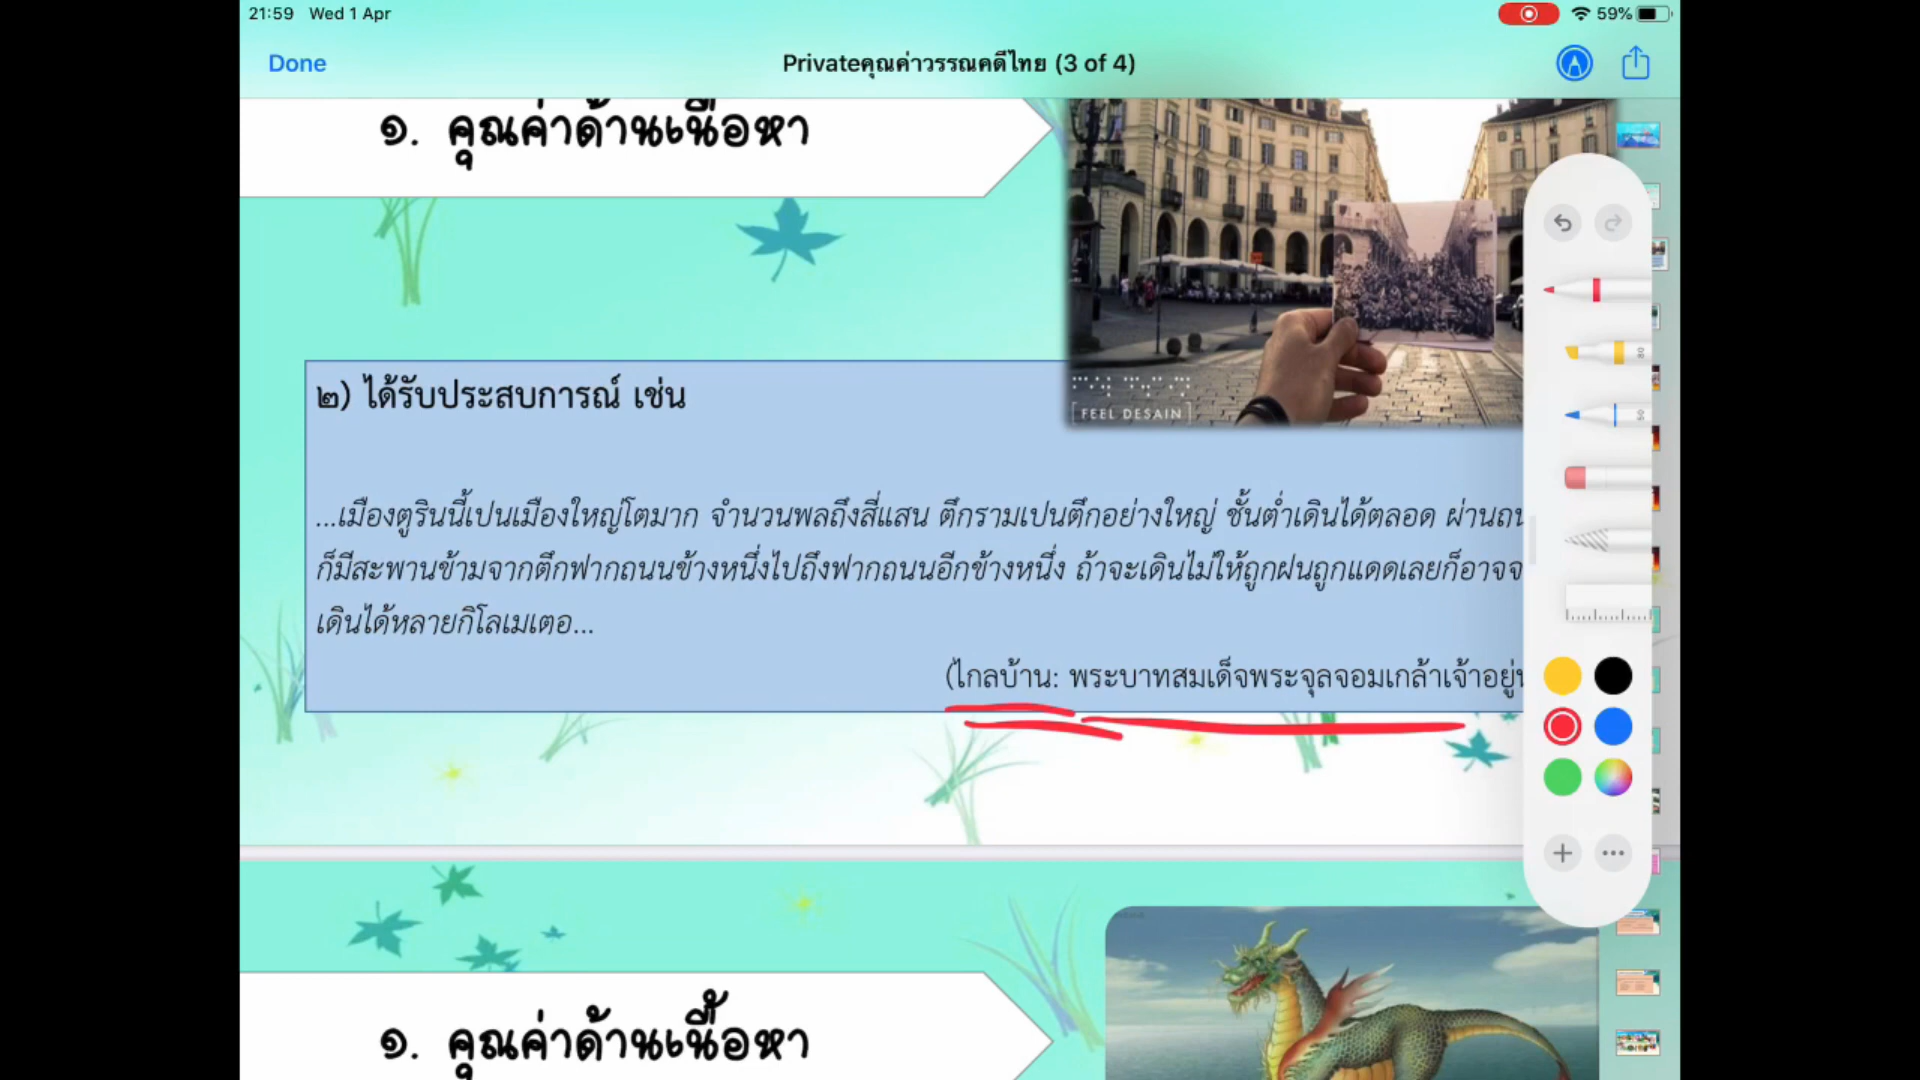 21:59 Wed 1 Apr
59%
Done
Privateคุณค่าวรรณคดีไทย (3 of 4)
๑. คุณค่าด้านเนื้อหา
[FEEL DESAIN]
๒) ได้รับประสบการณ์ เช่น
...เมืองตูรินนี้เปนเมืองใหญ่โตมาก จำนวนพลถึงสี่แสน ตึกรามเปนตึกอย่างใหญ่ ชั้นต่ำเดินได้ตลอด ผ่าน
ก็มีสะพานข้ามจากตึกฟากถนนข้างหนึ่งไปถึงฟากถนนอีกข้างหนึ่ง ถ้าจะเดินไม่ให้ถูกฝนถูกแดดเลยก็อาจ
เดินได้หลายกิโลเมเตอ...
(ไกลบ้าน: พระบาทสมเด็จพระจุลจอมเกล้าเจ้าอยู่
80
50
๑. คุณค่าด้านเนื้อหา